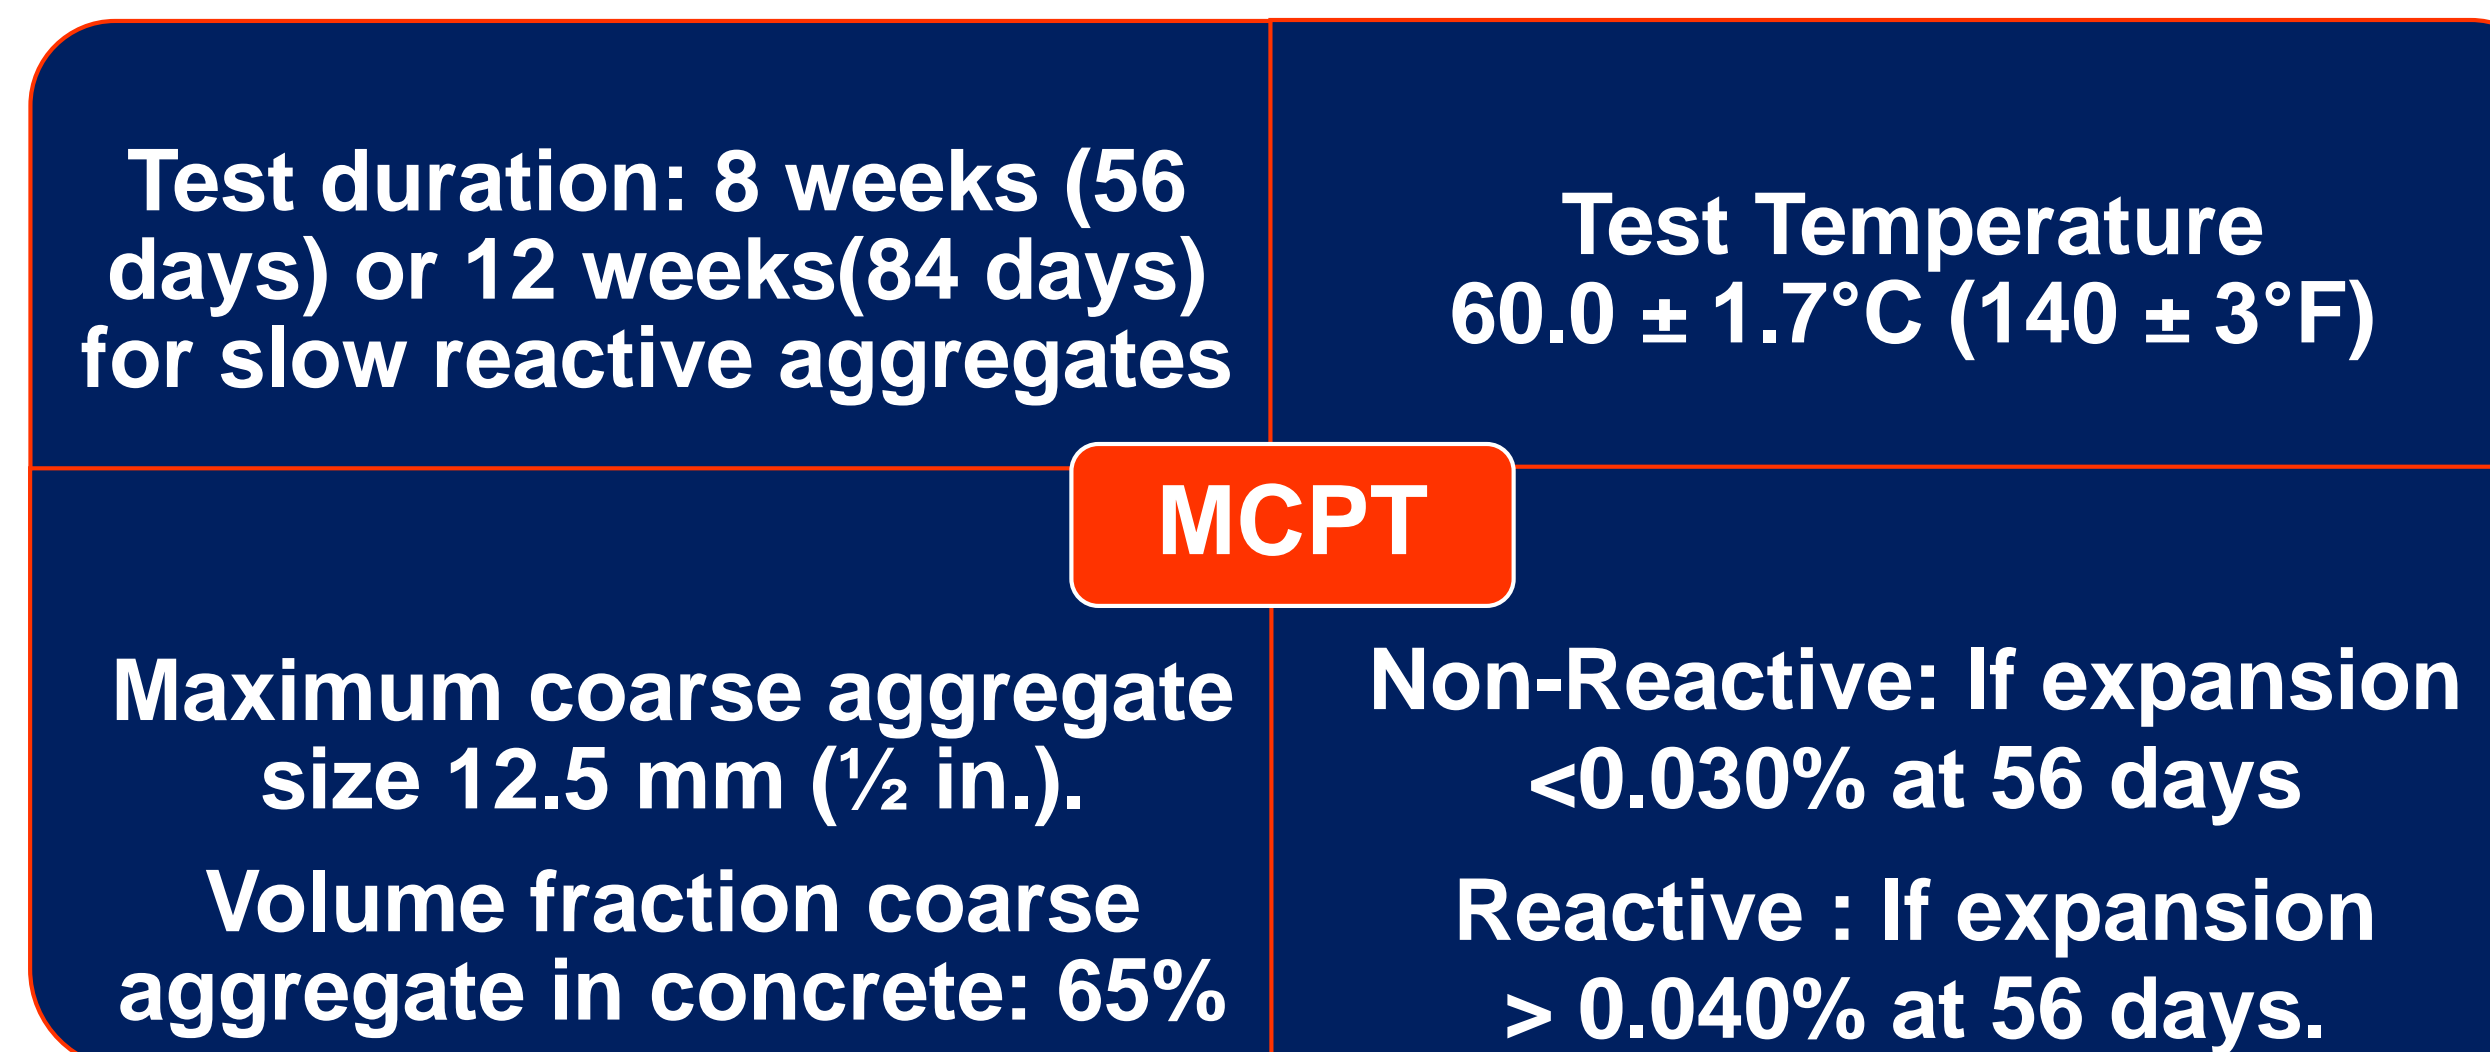 Test duration: 8 weeks (56
days) or 12 weeks(84 days)
for slow reactive aggregates
Test Temperature
60.0 ± 1.7°C (140 ± 3°F)
MCPT
Maximum coarse aggregate
size 12.5 mm (½ in.).
Volume fraction coarse
aggregate in concrete: 65%
Non-Reactive: If expansion
<0.030% at 56 days
Reactive : If expansion
> 0.040% at 56 days.